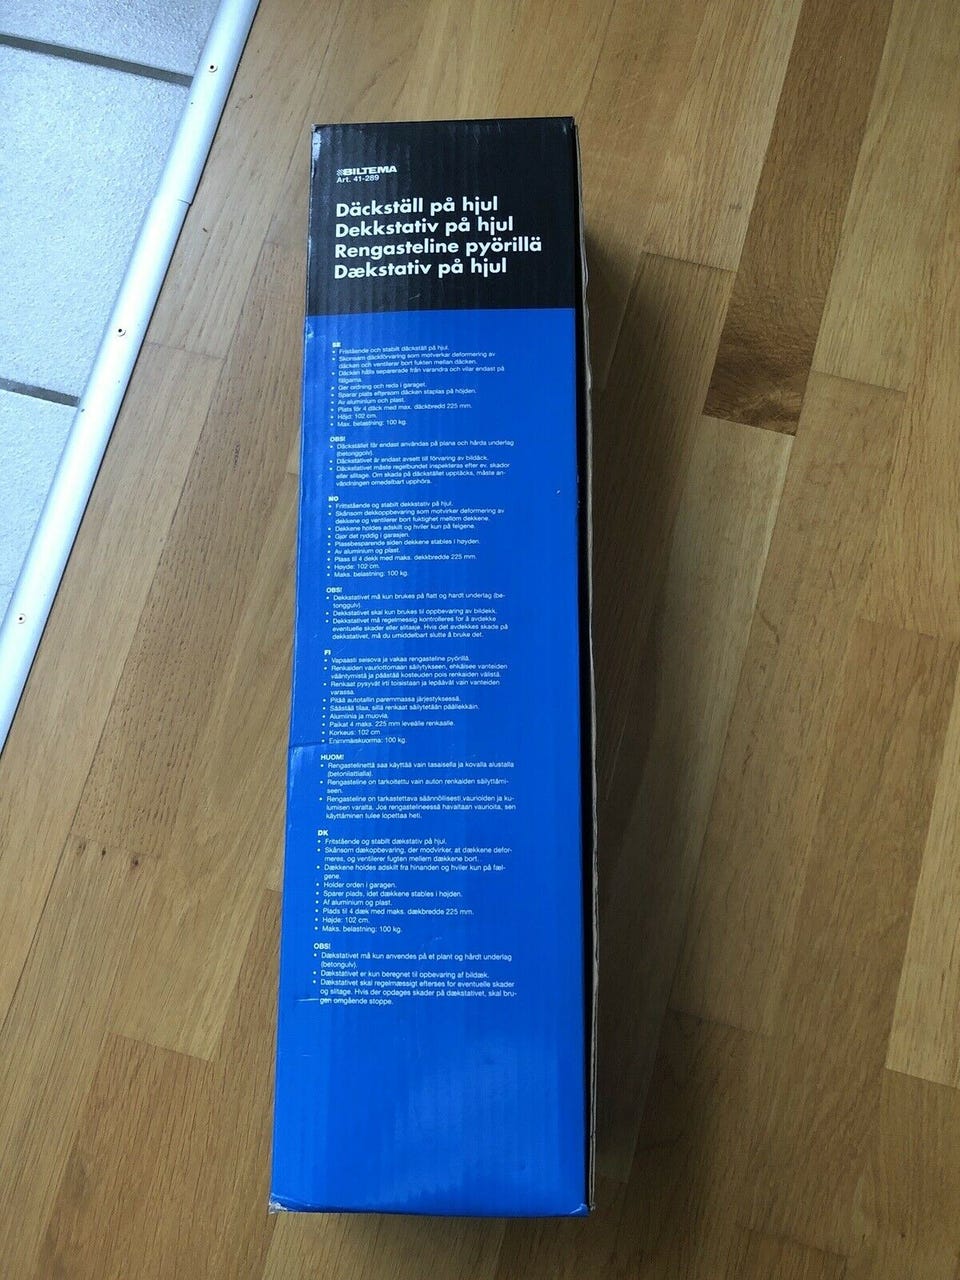 BILTEMA
Art. 41-289
Däckställ på hjul
Dekkstativ på hjul
Rengasteline pyörillä
Dækstativ på hjul
SE
• Fristående och stabilt däckställ på hjul.
• Skonsam däckförvaring som motverkar deformering av
däcken och ventilerar bort fukten mellan däcken.
• Däcken hålls separerade från varandra och vilar endast på
fälgarna.
• Ger ordning och reda i garaget.
• Sparar plats eftersom däcken staplas på höjden.
• Av aluminium och plast.
• Plats för 4 däck med max. däckbredd 225 mm.
• Höjd: 102 cm.
• Max. belastning: 100 kg.
OBS!
• Däckstället får endast användas på plana och hårda underlag
(betonggolv).
• Däckstativet är endast avsett till förvaring av bildäck.
• Däckstativet måste regelbundet inspekteras efter ev. skador
eller slitage. Om skada på däckstället upptäcks, måste an-
vändningen omedelbart upphöra.
NO
• Frittstående og stabilt dekkstativ på hjul.
• Skånsom dekkoppbevaring som motvirker deformering av
dekkene og ventilerer bort fuktighet mellom dekkene.
• Dekkene holdes adskilt og hviler kun på felgene.
• Gjør det ryddig i garasjen.
• Plassbesparende siden dekkene stables i høyden.
• Av aluminium og plast.
• Plass til 4 dekk med maks. dekkbredde 225 mm.
• Høyde: 102 cm.
• Maks. belastning: 100 kg.
OBS!
• Dekkstativet må kun brukes på flatt og hardt underlag (be-
tonggulv).
• Dekkstativet skal kun brukes til oppbevaring av bildekk.
• Dekkstativet må regelmessig kontrolleres for å avdekke
eventuelle skader eller slitasje. Hvis det avdekkes skade på
dekkstativet, må du umiddelbart slutte å bruke det.
FI
• Vapaasti seisova ja vakaa rengasteline pyörillä.
• Renkaiden vaurioittomaan säilytykseen, ehkäisee vanteiden
vääntymistä ja päästää kosteuden pois renkaiden välistä.
• Renkaat pysyvät irti toisistaan ja lepäävät vain vanteiden
varassa.
• Pitää autotallin paremmassa järjestyksessä.
• Säästää tilaa, sillä renkaat säilytetään päällekkäin.
• Alumiinia ja muovia.
• Paikat 4 maks. 225 mm leveälle renkaalle.
• Korkeus: 102 cm
• Enimmäiskuorma: 100 kg.
HUOM!
• Rengastelinettä saa käyttää vain tasaisella ja kovalla alustalla
(betonilattialla).
• Rengasteline on tarkoitettu vain auton renkaiden säilyttämi-
seen.
• Rengasteline on tarkastettava säännöllisesti vaurioiden ja ku-
lumisen varalta. Jos rengastelineessä havaitaan vaurioita, sen
käyttäminen tulee lopettaa heti.
DK
• Fritstående og stabilt dækstativ på hjul.
• Skånsom dækopbevaring, der modvirker, at dækkene defor-
meres, og ventilerer fugten mellem dækkene bort.
• Dækkene holdes adskilt fra hinanden og hviler kun på fæl-
gene.
• Holder orden i garagen.
• Sparer plads, idet dækkene stables i højden.
• Af aluminium og plast.
• Plads til 4 dæk med maks. dækbredde 225 mm.
• Højde: 102 cm.
• Maks. belastning: 100 kg.
OBS!
• Dækstativet må kun anvendes på et plant og hårdt underlag
(betongulv).
• Dækstativet er kun beregnet til opbevaring af bildæk.
• Dækstativet skal regelmæssigt efterses for eventuelle skader
og slitage. Hvis der opdages skader på dækstativet, skal bru-
gen omgående stoppe.